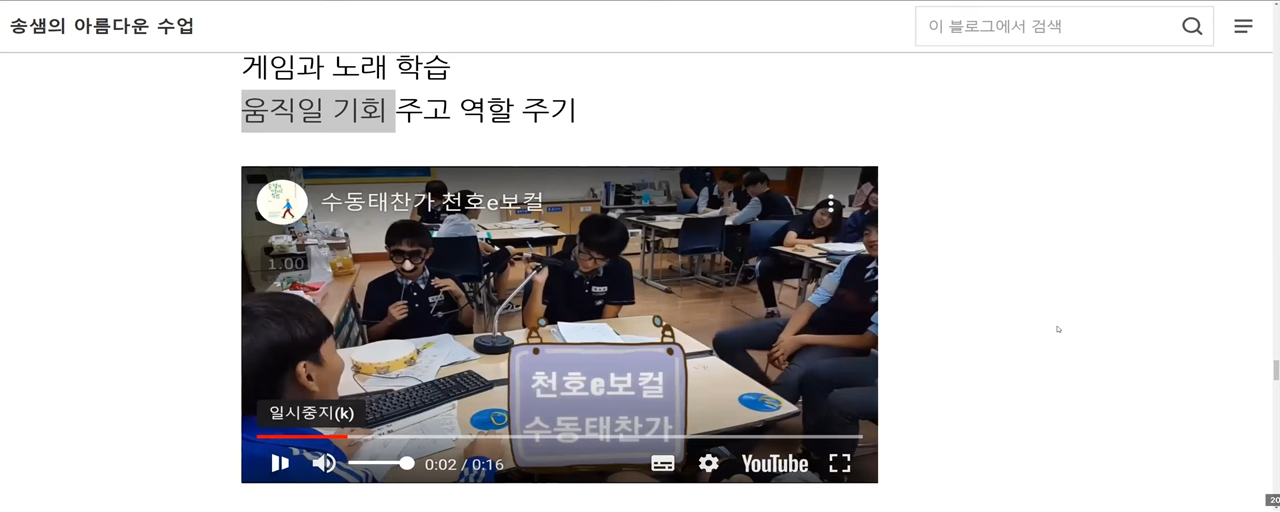 송샘의 아름다운 수업
이 블로그에서 검색
게임과 노래 학습
움직일 기회 주고 역할 주기
수동태찬가 천호e보컬
1.00
천호e보컬
수동태찬가
일시중지(k)
0:02 / 0:16
YouTube
20